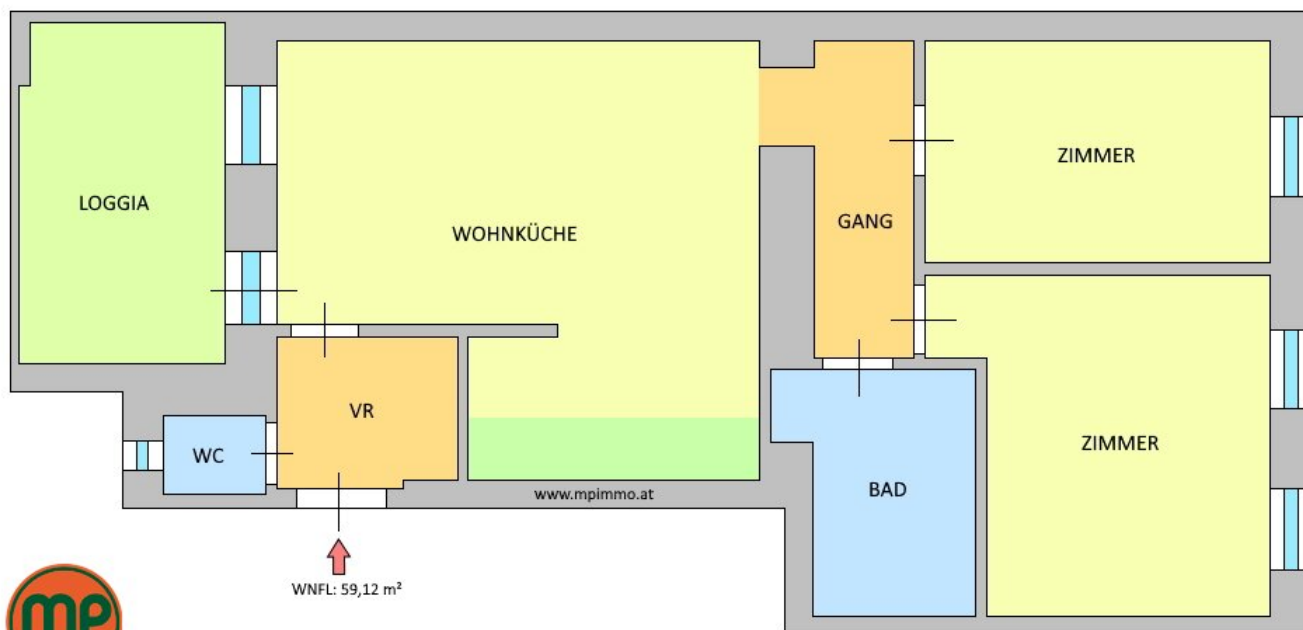 LOGGIA
WOHNKÜCHE
GANG
ZIMMER
VR
WC
ZIMMER
BAD
www.mpimmo.at
WNFL: 59,12 m²
mp